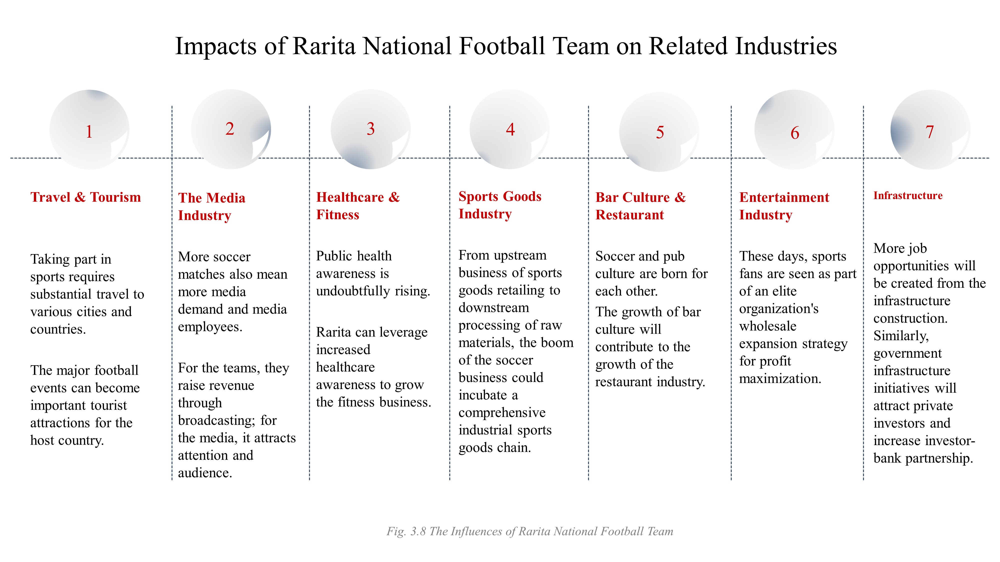 Impacts of Rarita National Football Team on Related Industries
1
Travel & Tourism
Taking part in
sports requires
substantial travel to
various cities and
countries.
The major football
events can become
important tourist
attractions for the
host country.
2
The Media
Industry
More soccer
matches also mean
more media
demand and media
employees.
For the teams, they
raise revenue
through
broadcasting; for
the media, it attracts
attention and
audience.
3
Healthcare &
Fitness
Public health
awareness is
undoubtfully rising.
Rarita can leverage
increased
healthcare
awareness to grow
the fitness business.
4
Sports Goods
Industry
From upstream
business of sports
goods retailing to
downstream
processing of raw
materials, the boom
of the soccer
business could
incubate a
comprehensive
industrial sports
goods chain.
5
Bar Culture &
Restaurant
Soccer and pub
culture are born for
each other.
The growth of bar
culture will
contribute to the
growth of the
restaurant industry.
6
Entertainment
Industry
These days, sports
fans are seen as part
of an elite
organization's
wholesale
expansion strategy
for profit
maximization.
7
Infrastructure
More job
opportunities will
be created from the
infrastructure
construction.
Similarly,
government
infrastructure
initiatives will
attract private
investors and
increase investor-
bank partnership.
Fig. 3.8 The Influences of Rarita National Football Team